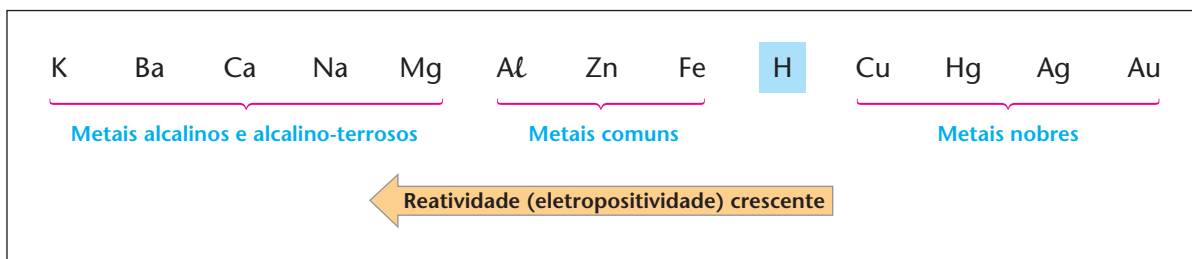 K Ba Ca Na Mg Aℓ Zn Fe H Cu Hg Ag Au
Metais alcalinos e alcalino-terrosos Metais comuns Metais nobres
Reatividade (eletropositividade) crescente